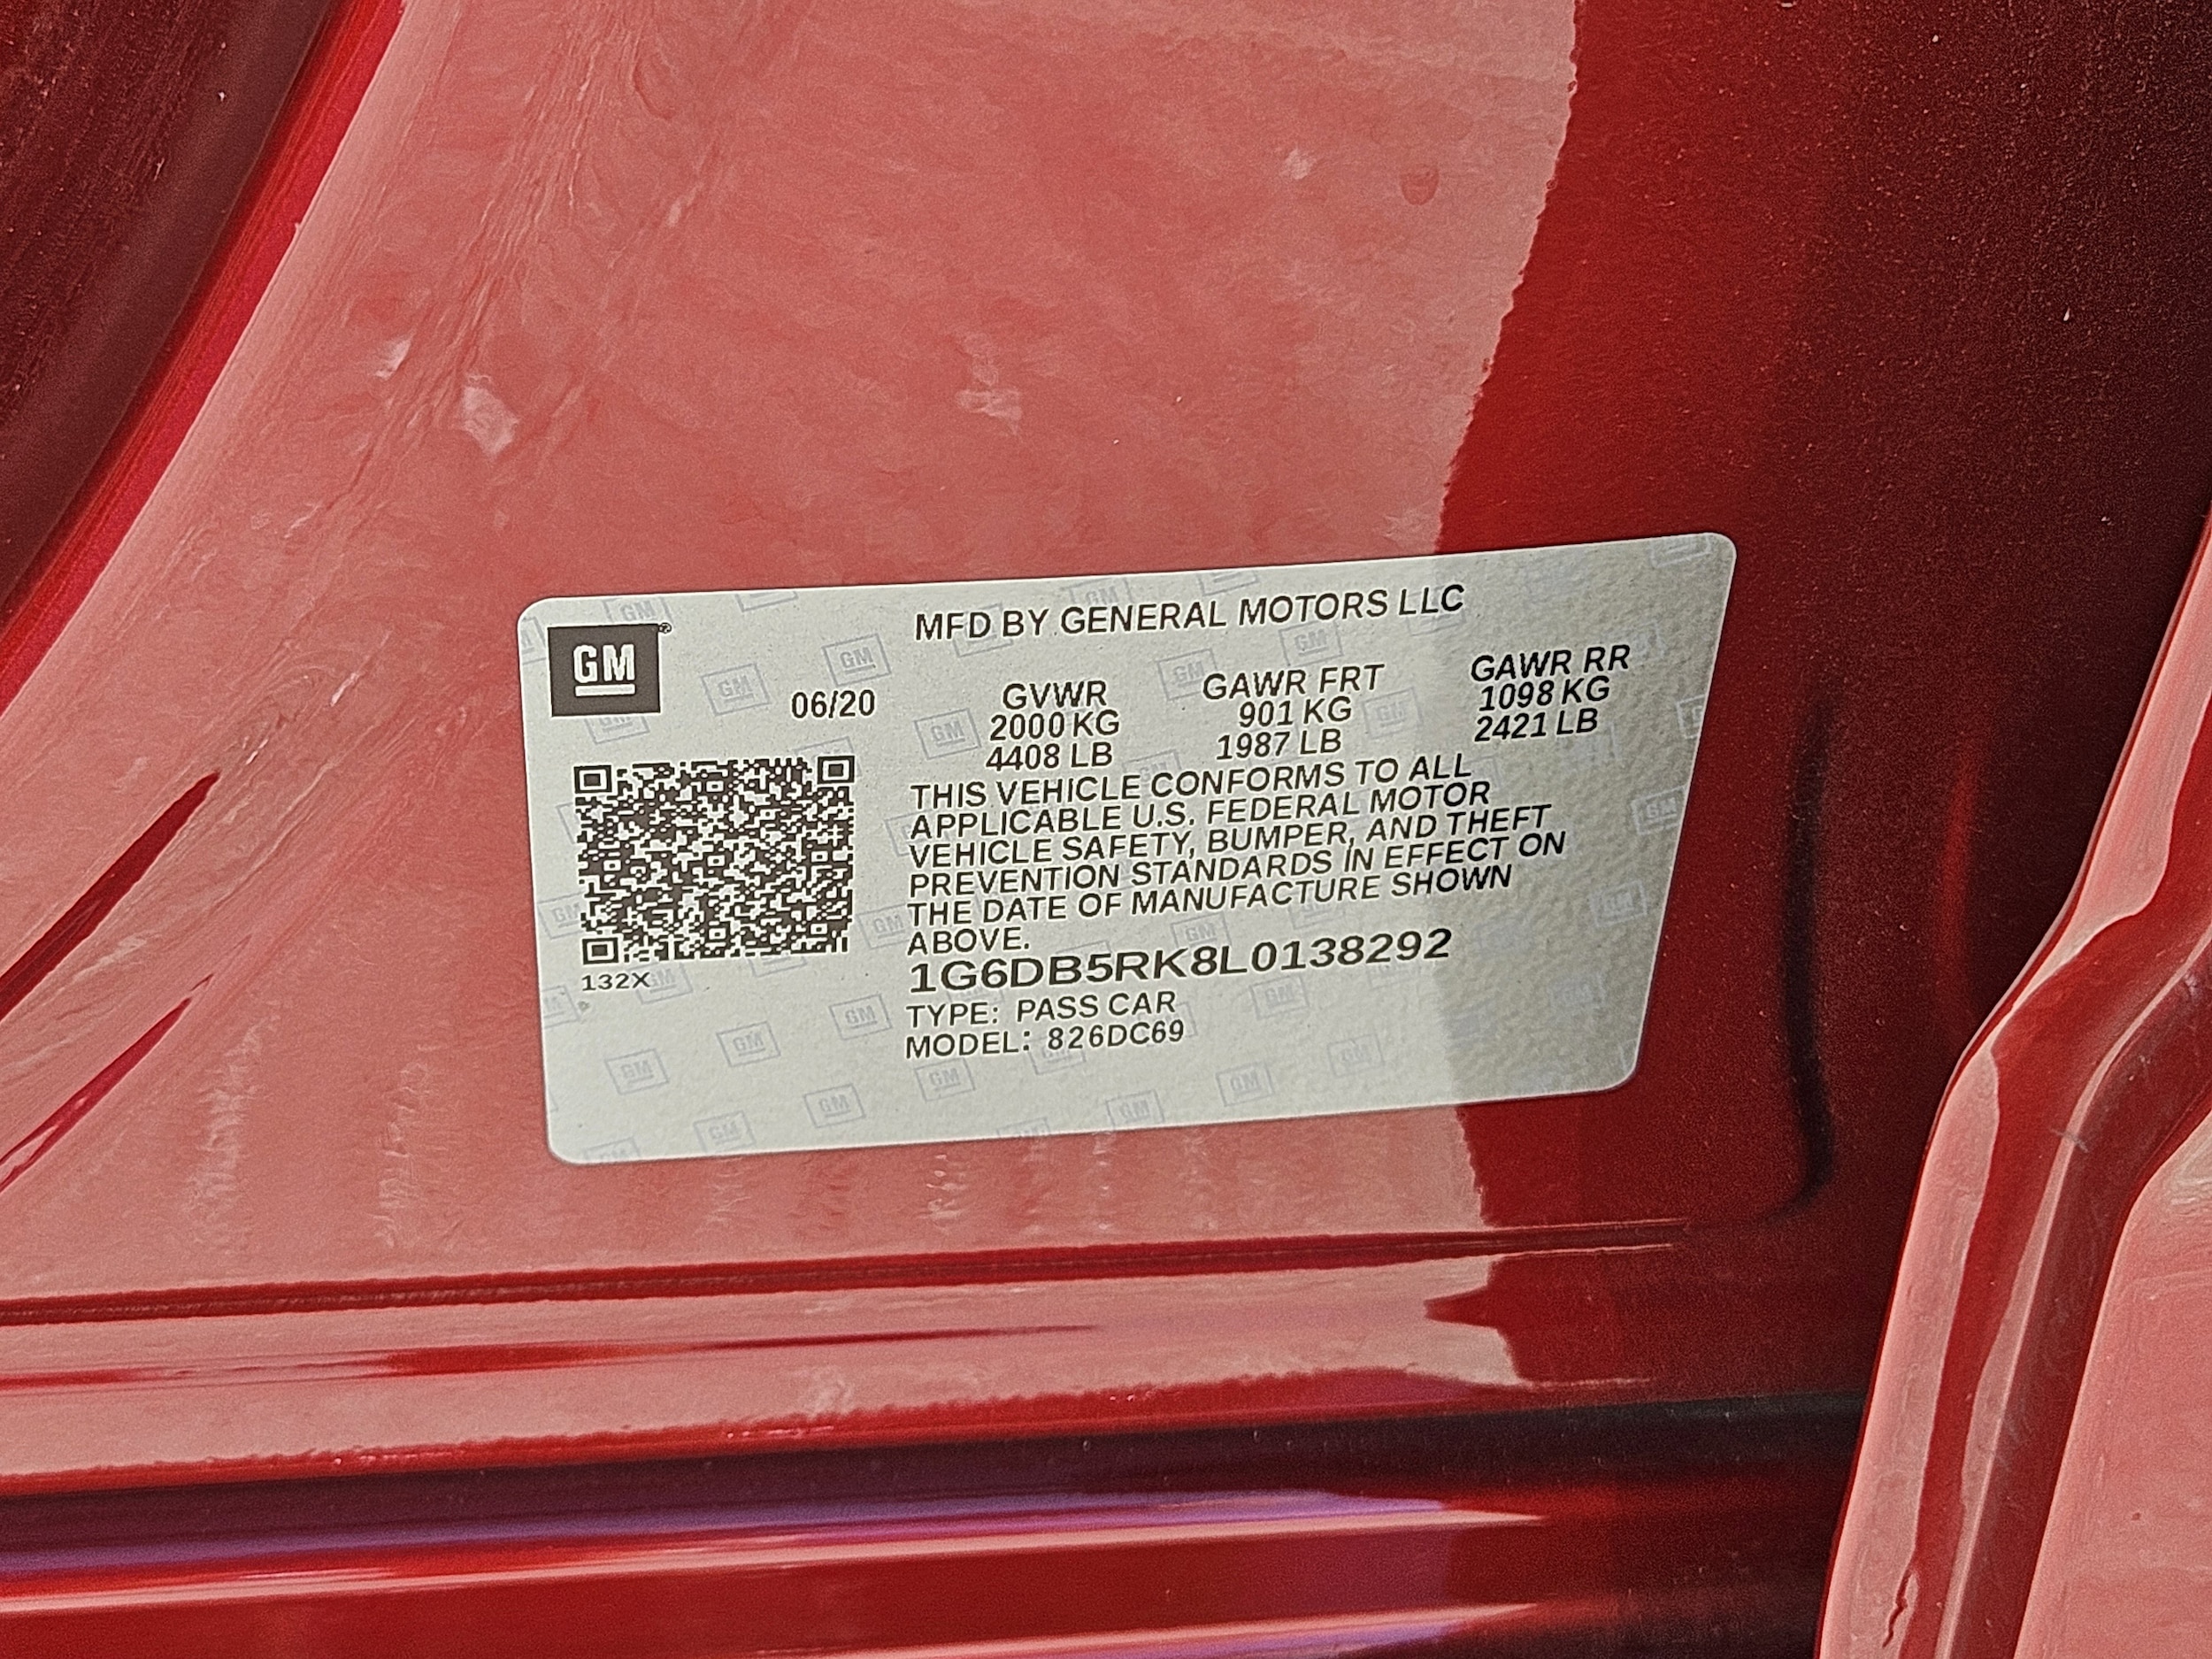 MFD BY GENERAL MOTORS LLC
GM®
06/20
GVWR GAWR FRT GAWR RR
2000 KG 901 KG 1098 KG
4408 LB 1987 LB 2421 LB
THIS VEHICLE CONFORMS TO ALL
APPLICABLE U.S. FEDERAL MOTOR
VEHICLE SAFETY, BUMPER, AND THEFT
PREVENTION STANDARDS IN EFFECT ON
THE DATE OF MANUFACTURE SHOWN
ABOVE.
1G6DB5RK8L0138292
132X
TYPE: PASS CAR
MODEL: 826DC69